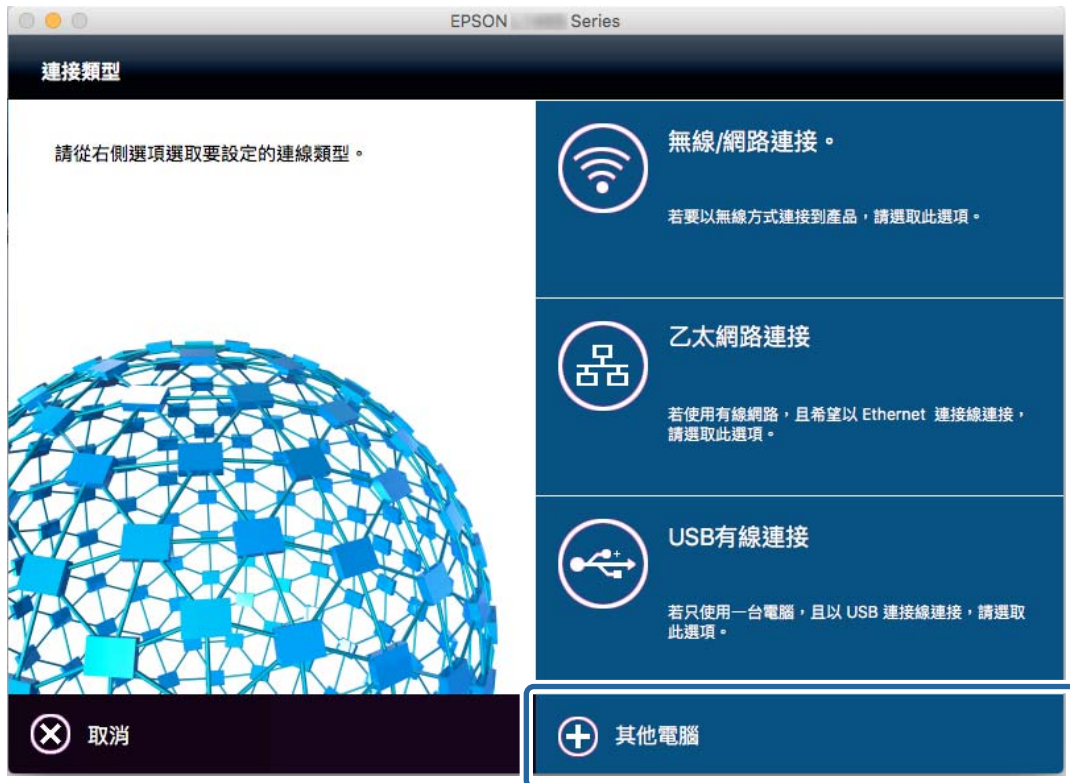 EPSON Series
連接類型
請從右側選項選取要設定的連線類型。
無線/網路連接。
若要以無線方式連接到產品，請選取此選項。
乙太網路連接
若使用有線網路，且希望以 Ethernet 連接線連接，
請選取此選項。
USB有線連接
若只使用一台電腦，且以 USB 連接線連接，請選取
此選項。
取消
其他電腦